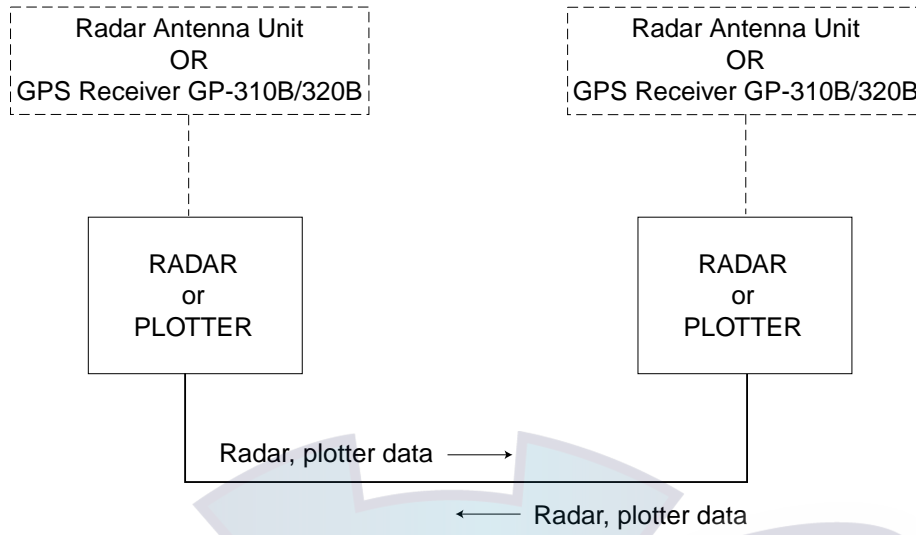 Radar Antenna Unit
OR
GPS Receiver GP-310B/320B
Radar Antenna Unit
OR
GPS Receiver GP-310B/320B
RADAR
or
PLOTTER
RADAR
or
PLOTTER
Radar, plotter data
Radar, plotter data